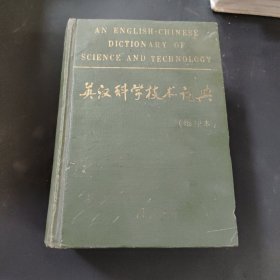 AN ENGLISH-CHINESE
DICTIONARY OF
SCIENCE AND TECHNOLOGY
英汉科学技术词典
(缩印本)